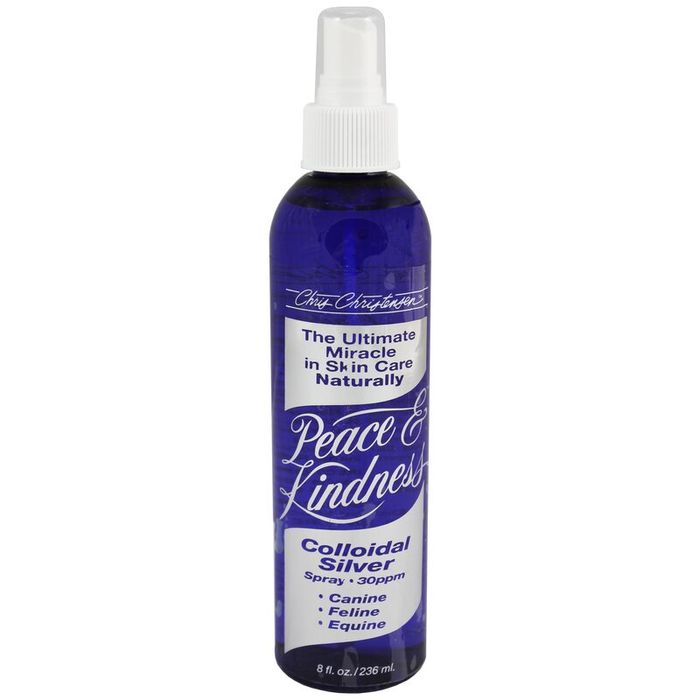 Chris Christensen
The Ultimate
Miracle
in Skin Care
Naturally
Peace &
Kindness
Colloidal
Silver
Spray • 30ppm
• Canine
• Feline
• Equine
8 fl. oz./236 ml.